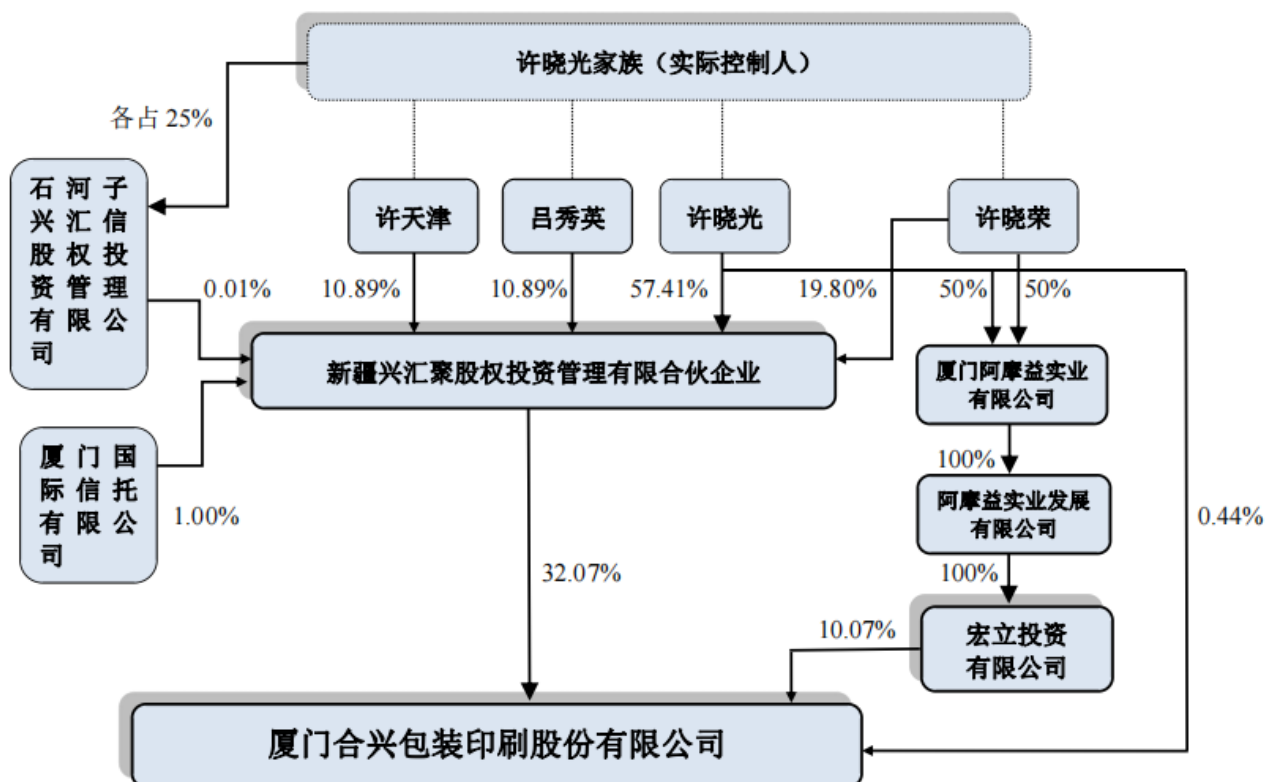 许晓光家族（实际控制人）
各占 25%
石河子
兴汇信
股权投
资管理
有限公
司
许天津
吕秀英
许晓光
许晓荣
0.01%
10.89%
10.89%
57.41%
19.80%
50%
50%
新疆兴汇聚股权投资管理有限合伙企业
厦门阿摩益实业
有限公司
厦门国
际信托
有限公
司
1.00%
100%
阿摩益实业发展
有限公司
0.44%
32.07%
100%
10.07%
宏立投资
有限公司
厦门合兴包装印刷股份有限公司